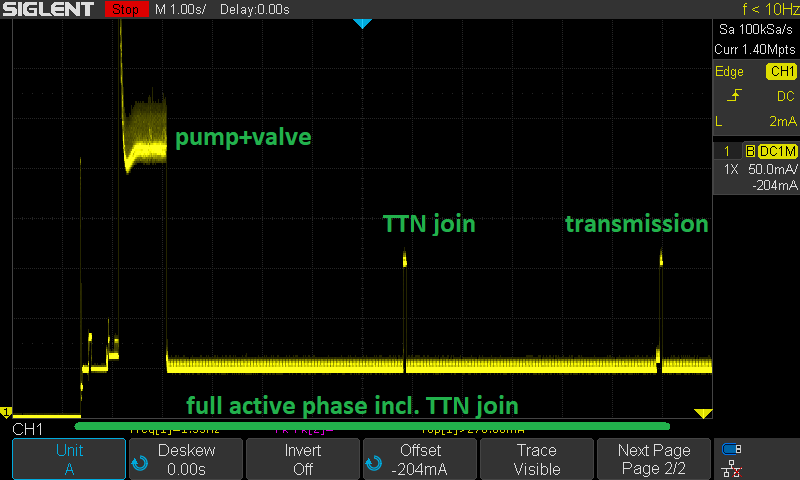 SIGLENT Stop M 1.00s/ Delay:0.00s f < 10Hz
Sa 100kSa/s
Curr 1.40Mpts
Edge CH1
DC
L 2mA
1 B DC1M
1X 50.0mA/
-204mA
pump+valve
TTN join transmission
1
full active phase incl. TTN join
CH1
Unit
A
Deskew
0.00s
Invert
Off
Offset
-204mA
Trace
Visible
Next Page
Page 2/2